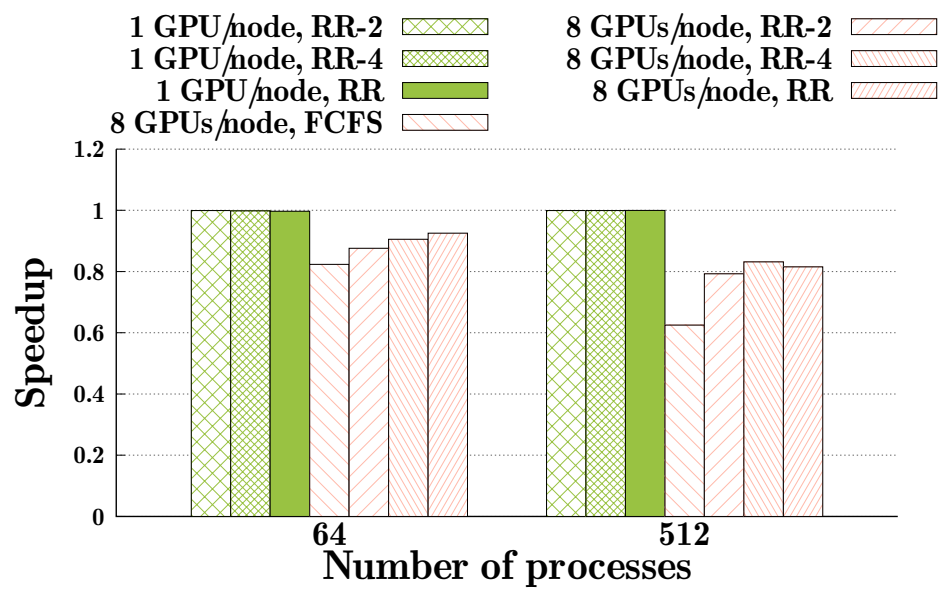 1 GPU/node, RR-2
1 GPU/node, RR-4
1 GPU/node, RR
8 GPUs/node, FCFS
8 GPUs/node, RR-2
8 GPUs/node, RR-4
8 GPUs/node, RR
1.2
1
0.8
0.6
0.4
0.2
0
Speedup
64
512
Number of processes